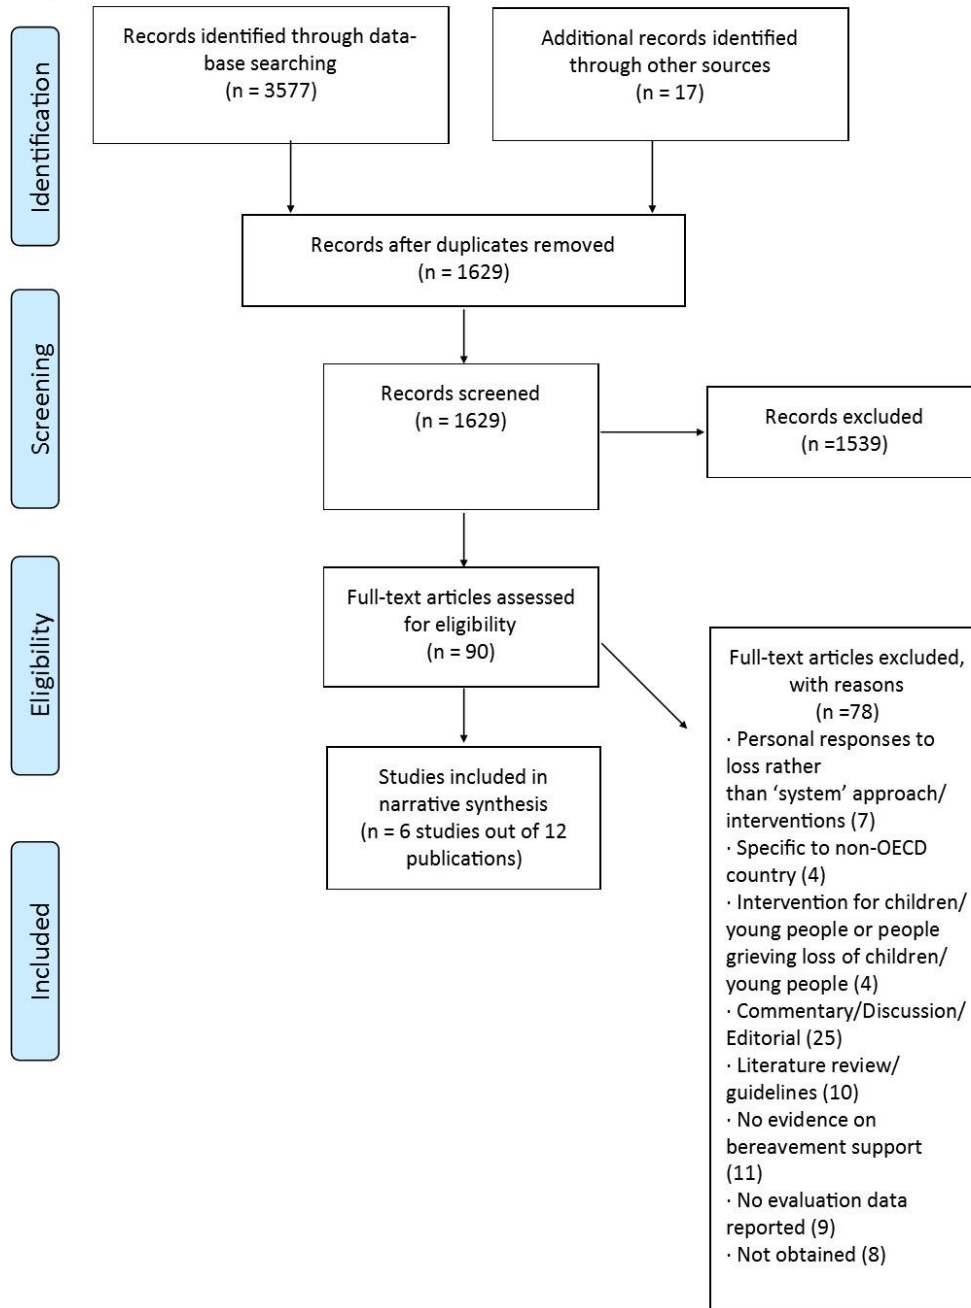 Records identified through data-
base searching
(n = 3577)
Additional records identified
through other sources
(n = 17)
Identification
Records after duplicates removed
(n = 1629)
Screening
Records screened
(n = 1629)
Records excluded
(n =1539)
Eligibility
Full-text articles assessed
for eligibility
(n = 90)
Full-text articles excluded,
with reasons
(n =78)
· Personal responses to
loss rather
than ‘system’ approach/
interventions (7)
· Specific to non-OECD
country (4)
· Intervention for children/
young people or people
grieving loss of children/
young people (4)
· Commentary/Discussion/
Editorial (25)
· Literature review/
guidelines (10)
· No evidence on
bereavement support
(11)
· No evaluation data
reported (9)
· Not obtained (8)
Studies included in
narrative synthesis
(n = 6 studies out of 12
publications)
Included